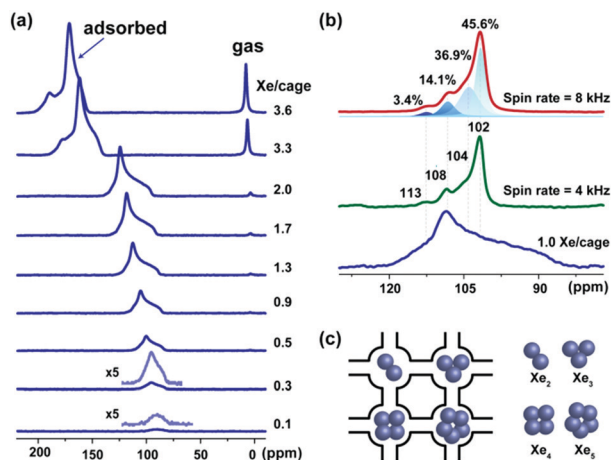 (a)
adsorbed
gas
Xe/cage
3.6
3.3
2.0
1.7
1.3
0.9
0.5
x5
0.3
x5
0.1
200 150 100 50 0
(ppm)
(b)
45.6%
36.9%
14.1%
3.4%
Spin rate = 8 kHz
102
104
108
113
Spin rate = 4 kHz
1.0 Xe/cage
120 105 90 (ppm)
(c)
Xe2 Xe3
Xe4 Xe5